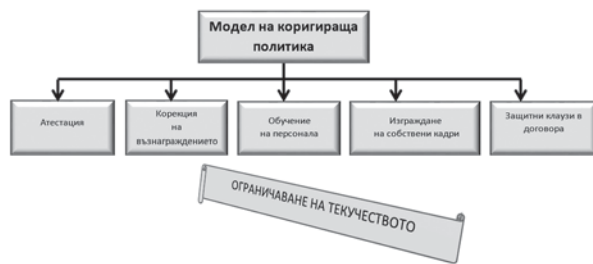 Модел на коригираща
политика
Атестация
Корекция
на
възнаграждението
Обучение
на персонала
Изграждане
на собствени кадри
Защитни клаузи в
договора
ОГРАНИЧАВАНЕ НА ТЕКУЧЕСТВОТО